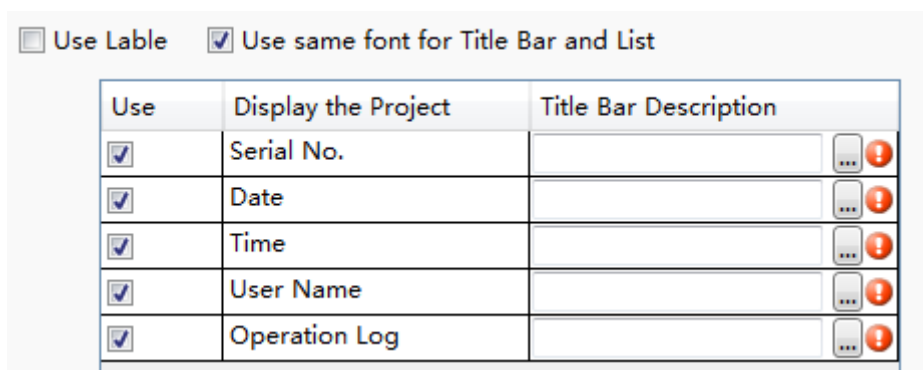 Use Lable Use same font for Title Bar and List
Use Display the Project Title Bar Description
Serial No. ...
Date ...
Time ...
User Name ...
Operation Log ...